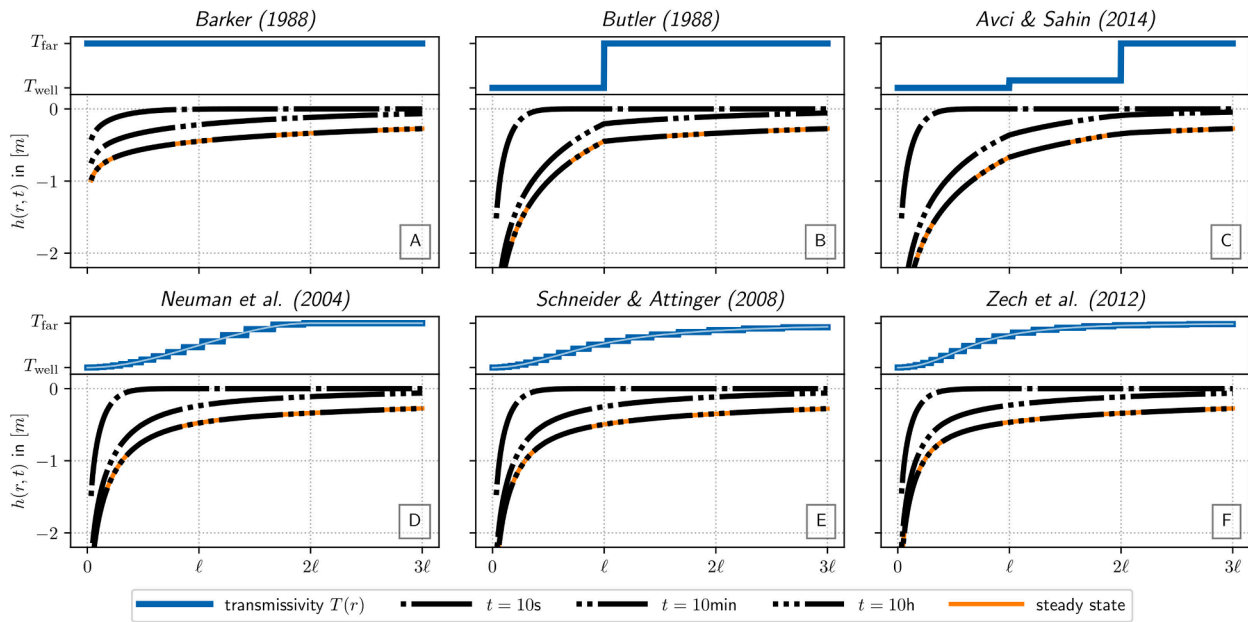 Barker (1988) Butler (1988) Avci & Sahin (2014)
T_far
T_well
0
−1
−2
h(r, t) in [m]
A B C
Neuman et al. (2004) Schneider & Attinger (2008) Zech et al. (2012)
T_far
T_well
0
−1
−2
h(r, t) in [m]
D E F
0 ℓ 2ℓ 3ℓ 0 ℓ 2ℓ 3ℓ 0 ℓ 2ℓ 3ℓ
transmissivity T(r) t = 10s t = 10min t = 10h steady state